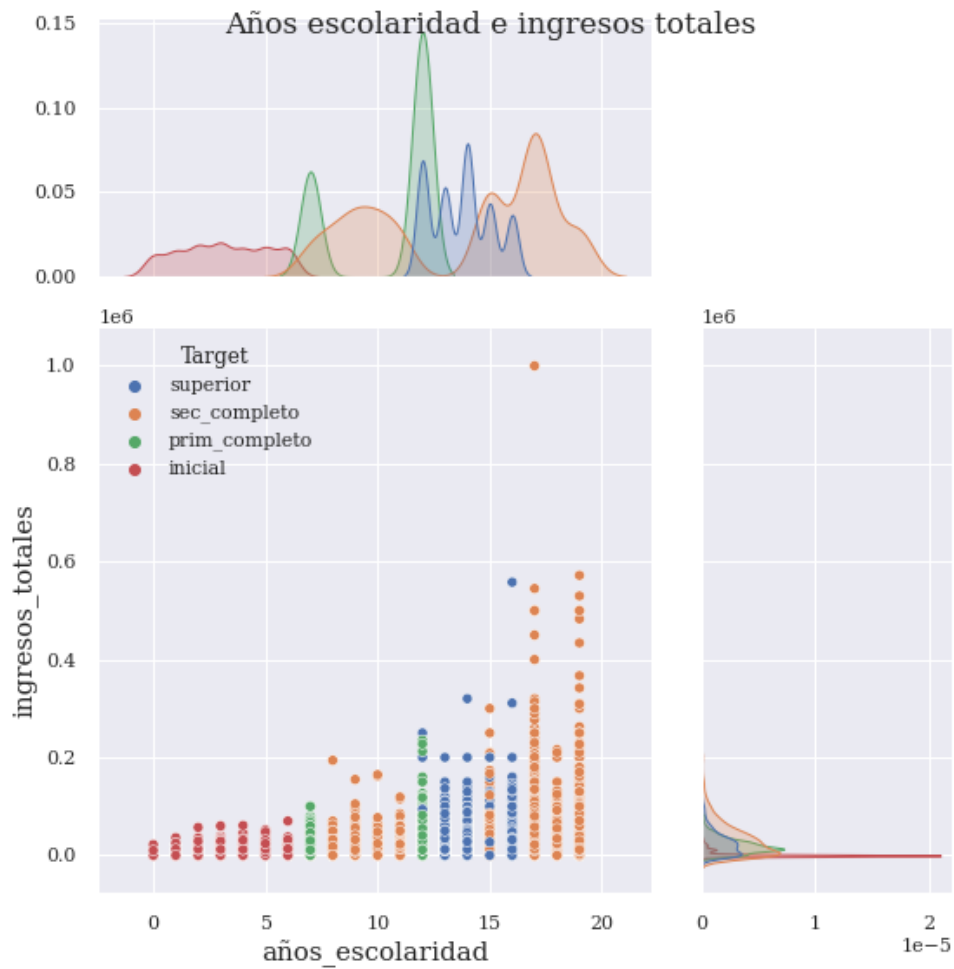 Años escolaridad e ingresos totales
0.15
0.10
0.05
0.00
1e6
1e6
Target
superior
sec_completo
prim_completo
inicial
1.0
0.8
0.6
0.4
0.2
0.0
ingresos_totales
0 5 10 15 20
años_escolaridad
0 1 2
1e−5